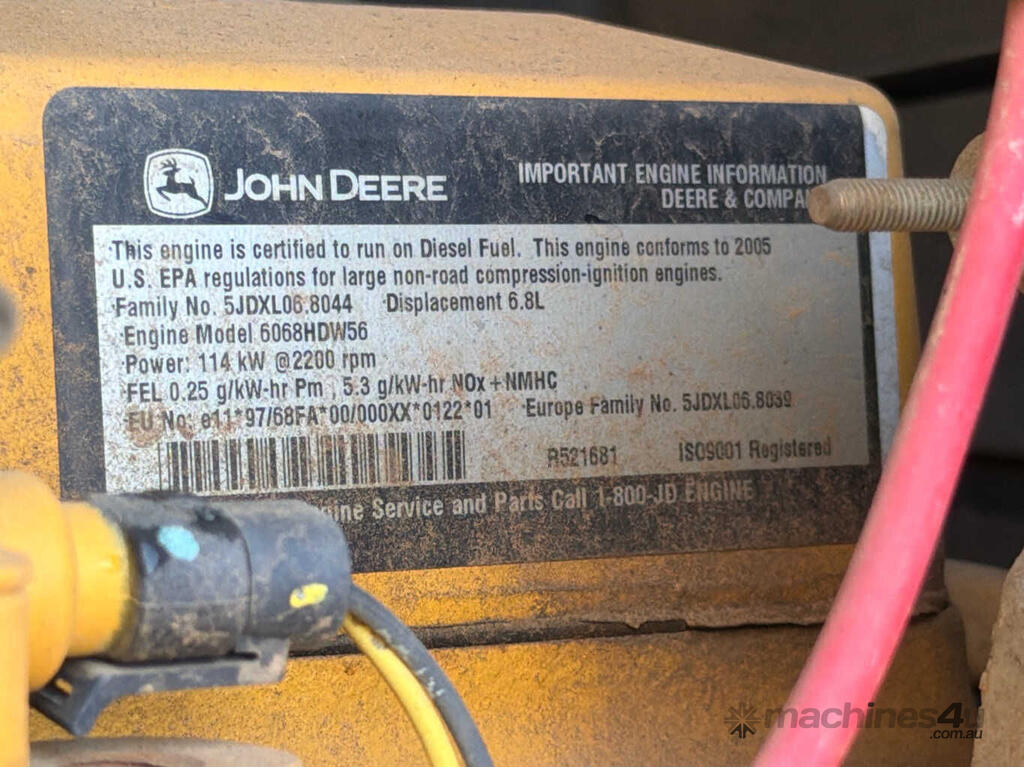 JOHN DEERE
IMPORTANT ENGINE INFORMATION
DEERE & COMPAN
This engine is certified to run on Diesel Fuel. This engine conforms to 2005
U.S. EPA regulations for large non-road compression-ignition engines.
Family No. 5JDXL06.8044 Displacement 6.8L
Engine Model 6068HDW56
Power: 114 kW @2200 rpm
FEL 0.25 g/kW-hr Pm , 5.3 g/kW-hr NOx + NMHC
EU No: e11*97/68FA*00/000XX*0122*01 Europe Family No. 5JDXL06.8039
R521681 ISO9001 Registered
gine Service and Parts Call 1-800-JD ENGINE
machines4u
.com.au